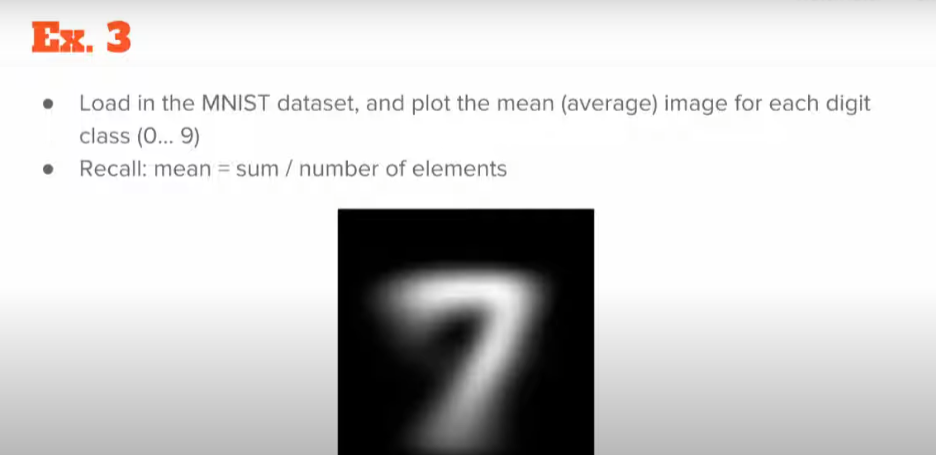 Ex. 3
● Load in the MNIST dataset, and plot the mean (average) image for each digit
class (0... 9)
● Recall: mean = sum / number of elements
7